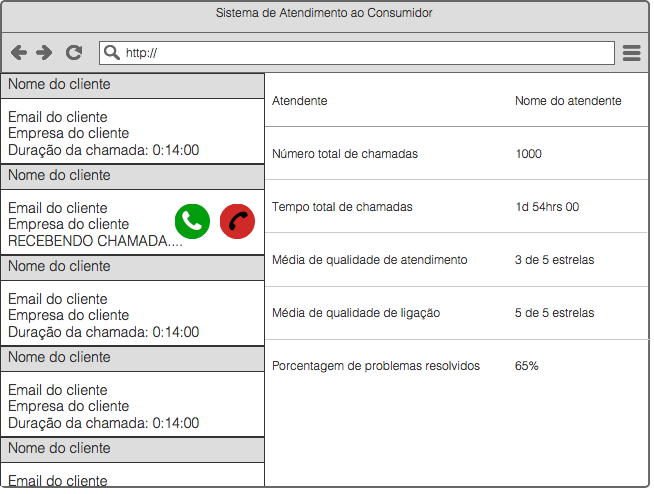 Sistema de Atendimento ao Consumidor
http://
Nome do cliente
Email do cliente
Empresa do cliente
Duração da chamada: 0:14:00
Nome do cliente
Email do cliente
Empresa do cliente
RECEBENDO CHAMADA....
Nome do cliente
Email do cliente
Empresa do cliente
Duração da chamada: 0:14:00
Nome do cliente
Email do cliente
Empresa do cliente
Duração da chamada: 0:14:00
Nome do cliente
Email do cliente
Atendente Nome do atendente
Número total de chamadas 1000
Tempo total de chamadas 1d 54hrs 00
Média de qualidade de atendimento 3 de 5 estrelas
Média de qualidade de ligação 5 de 5 estrelas
Porcentagem de problemas resolvidos 65%